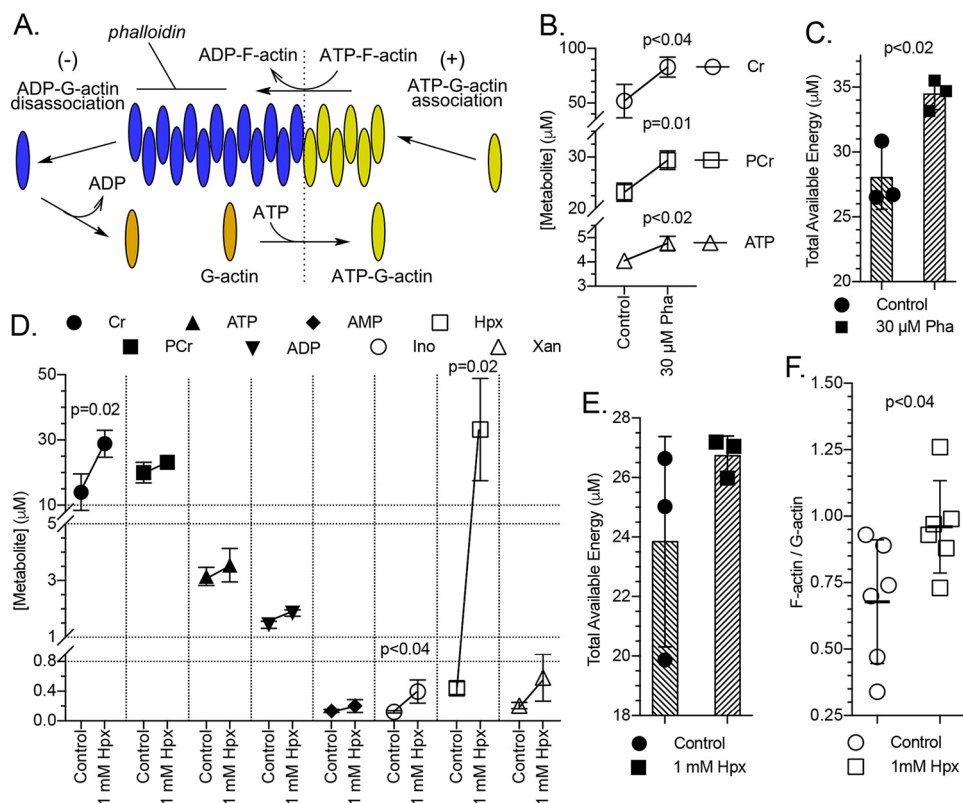 A.
phalloidin
(-)
ADP-F-actin
ATP-F-actin
(+)
ADP-G-actin
disassociation
ATP-G-actin
association
ADP
ATP
G-actin
ATP-G-actin
B.
p<0.04
100
Cr
50
p=0.01
30
PCr
20
p<0.02
5
4
ATP
3
[Metabolite] (µM)
Control
30 µM Pha
C.
p<0.02
40
35
30
25
20
Total Available Energy (µM)
Control
30 µM Pha
D.
Cr
ATP
AMP
Hpx
PCr
ADP
Ino
Xan
50
p=0.02
p=0.02
30
10
5
3
1
0.8
p<0.04
0.4
0.0
[Metabolite] (µM)
Control
1 mM Hpx
Control
1 mM Hpx
Control
1 mM Hpx
Control
1 mM Hpx
Control
1 mM Hpx
Control
1 mM Hpx
Control
1 mM Hpx
Control
1 mM Hpx
E.
28
26
24
22
20
18
Total Available Energy (µM)
Control
1 mM Hpx
F.
1.50
p<0.04
1.25
1.00
0.75
0.50
0.25
F-actin / G-actin
Control
1mM Hpx